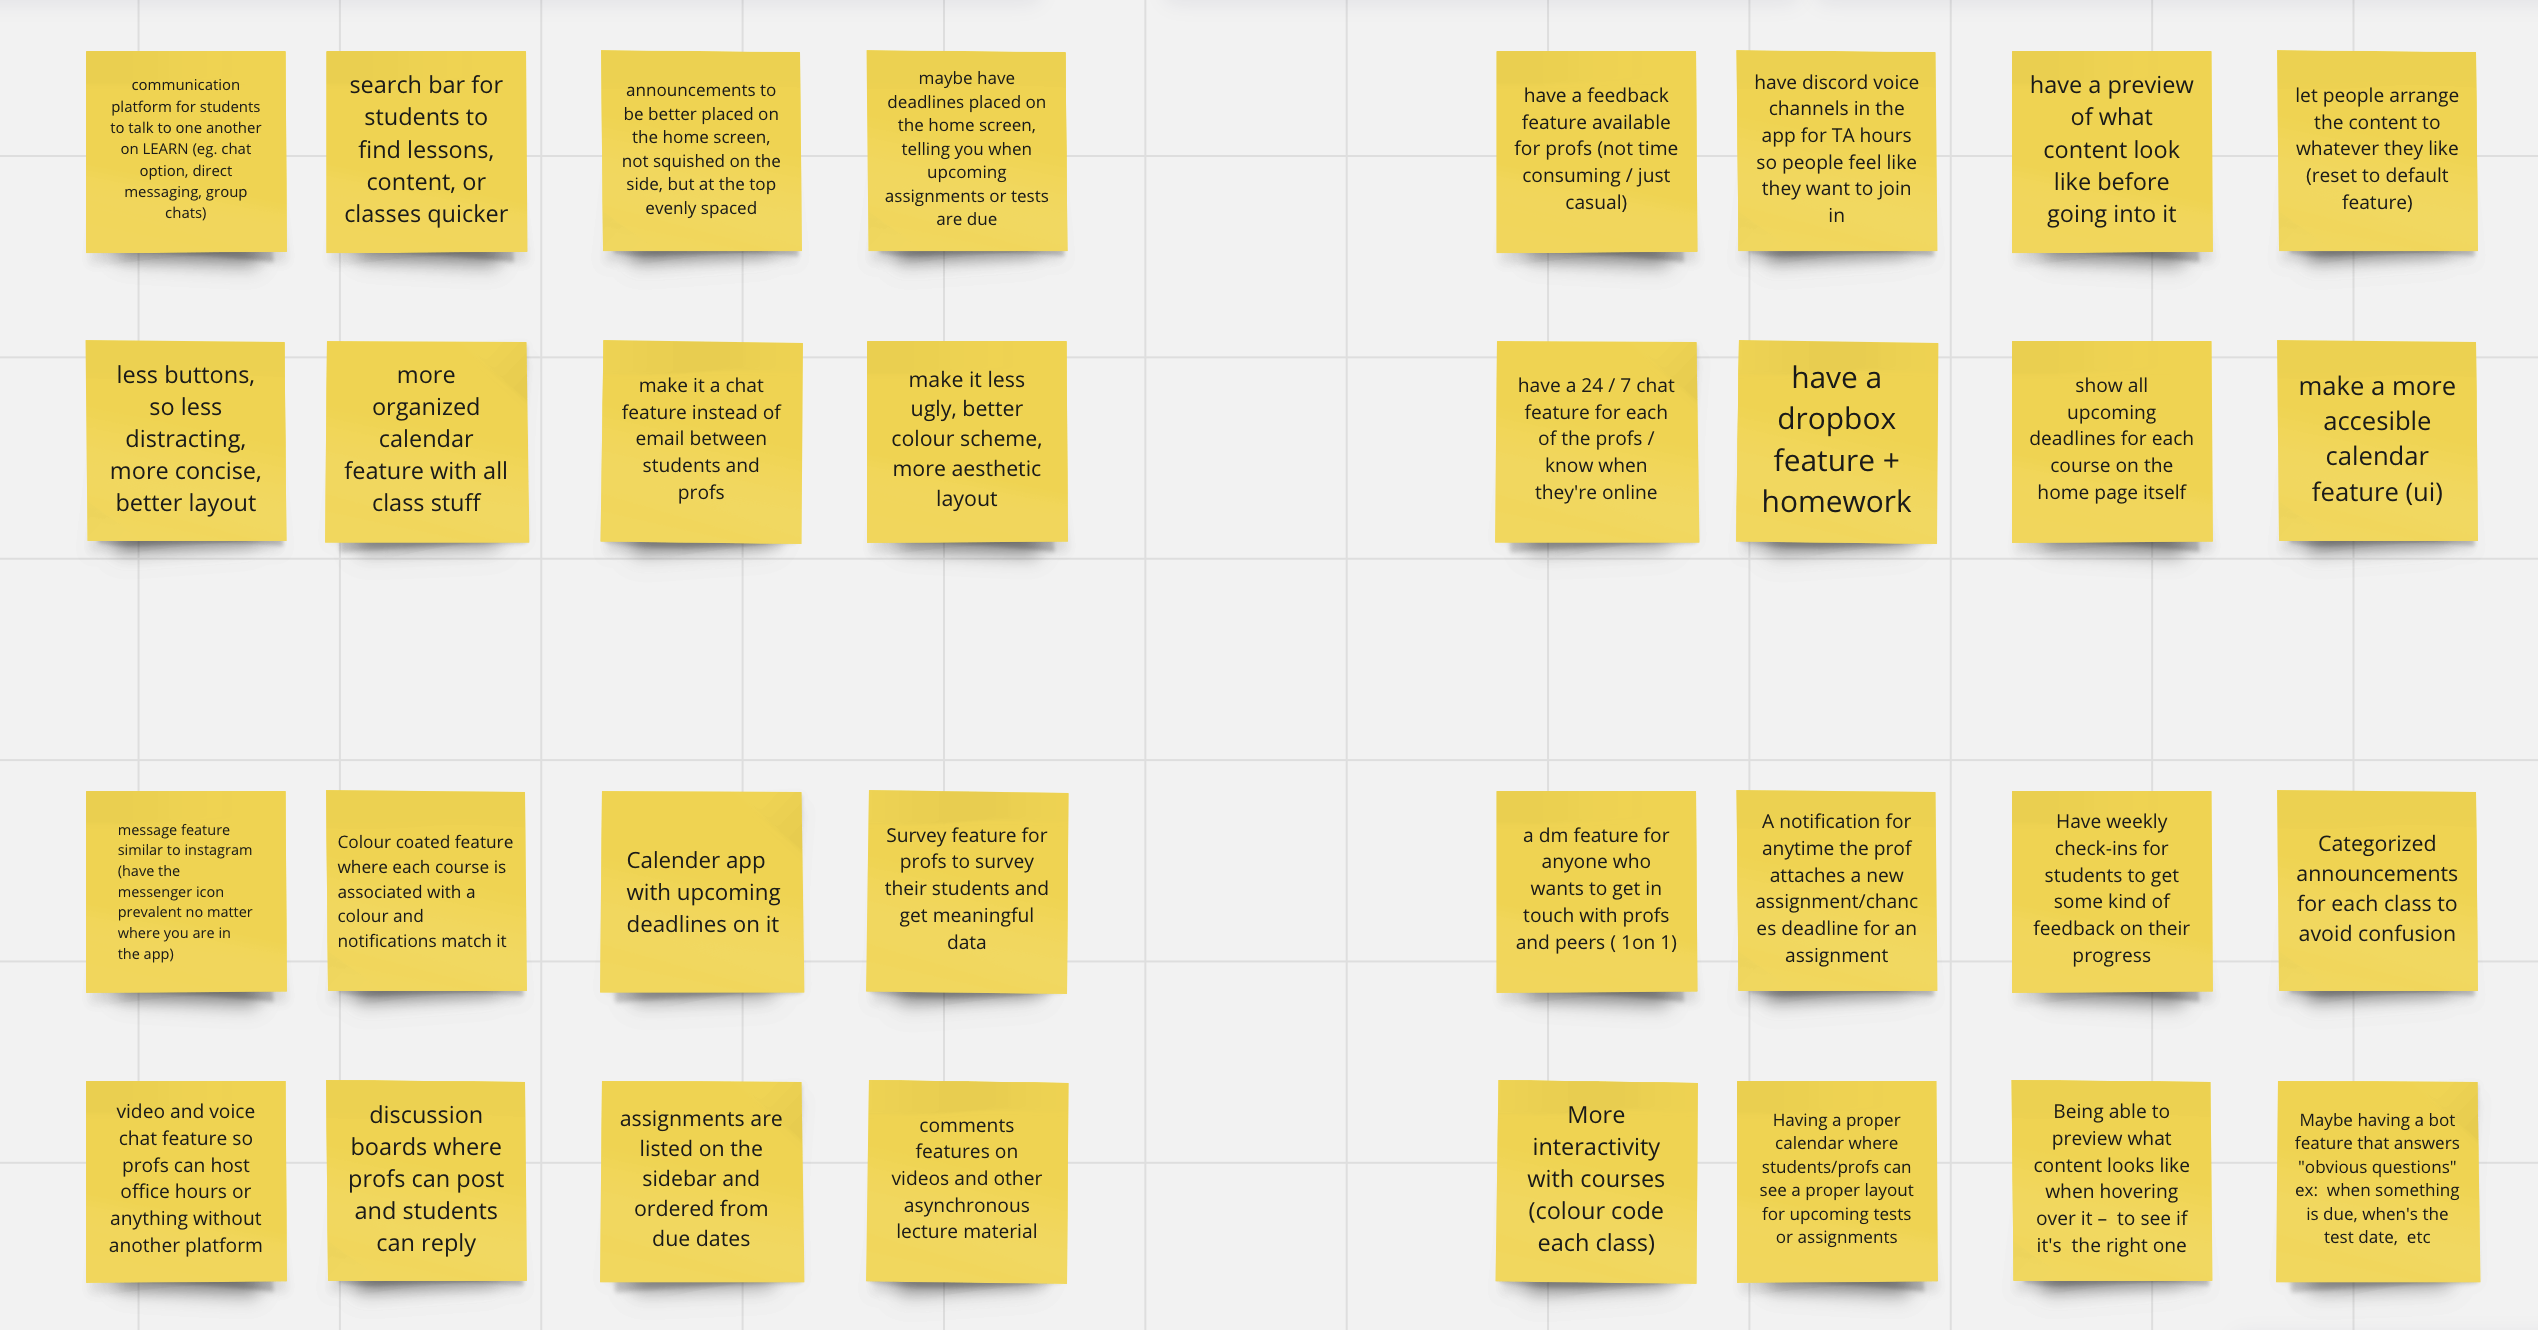 communication
platform for students
to talk to one another
on LEARN (eg. chat
option, direct
messaging, group
chats)
search bar for
students to
find lessons,
content, or
classes quicker
announcements to
be better placed on
the home screen,
not squished on the
side, but at the top
evenly spaced
maybe have
deadlines placed on
the home screen,
telling you when
upcoming
assignments or tests
are due
have a feedback
feature available
for profs (not time
consuming / just
casual)
have discord voice
channels in the
app for TA hours
so people feel like
they want to join
in
have a preview
of what
content look
like before
going into it
let people arrange
the content to
whatever they like
(reset to default
feature)
less buttons,
so less
distracting,
more concise,
better layout
more
organized
calendar
feature with all
class stuff
make it a chat
feature instead of
email between
students and
profs
make it less
ugly, better
colour scheme,
more aesthetic
layout
have a 24 / 7 chat
feature for each
of the profs /
know when
they're online
have a
dropbox
feature +
homework
show all
upcoming
deadlines for each
course on the
home page itself
make a more
accesible
calendar
feature (ui)
message feature
similar to instagram
(have the
messenger icon
prevalent no matter
where you are in
the app)
Colour coated feature
where each course is
associated with a
colour and
notifications match it
Calender app
with upcoming
deadlines on it
Survey feature for
profs to survey
their students and
get meaningful
data
a dm feature for
anyone who
wants to get in
touch with profs
and peers ( 1on 1)
A notification for
anytime the prof
attaches a new
assignment/chanc
es deadline for an
assignment
Have weekly
check-ins for
students to get
some kind of
feedback on their
progress
Categorized
announcements
for each class to
avoid confusion
video and voice
chat feature so
profs can host
office hours or
anything without
another platform
discussion
boards where
profs can post
and students
can reply
assignments are
listed on the
sidebar and
ordered from
due dates
comments
features on
videos and other
asynchronous
lecture material
More
interactivity
with courses
(colour code
each class)
Having a proper
calendar where
students/profs can
see a proper layout
for upcoming tests
or assignments
Being able to
preview what
content looks like
when hovering
over it –  to see if
it's  the right one
Maybe having a bot
feature that answers
"obvious questions"
ex:  when something
is due, when's the
test date,  etc